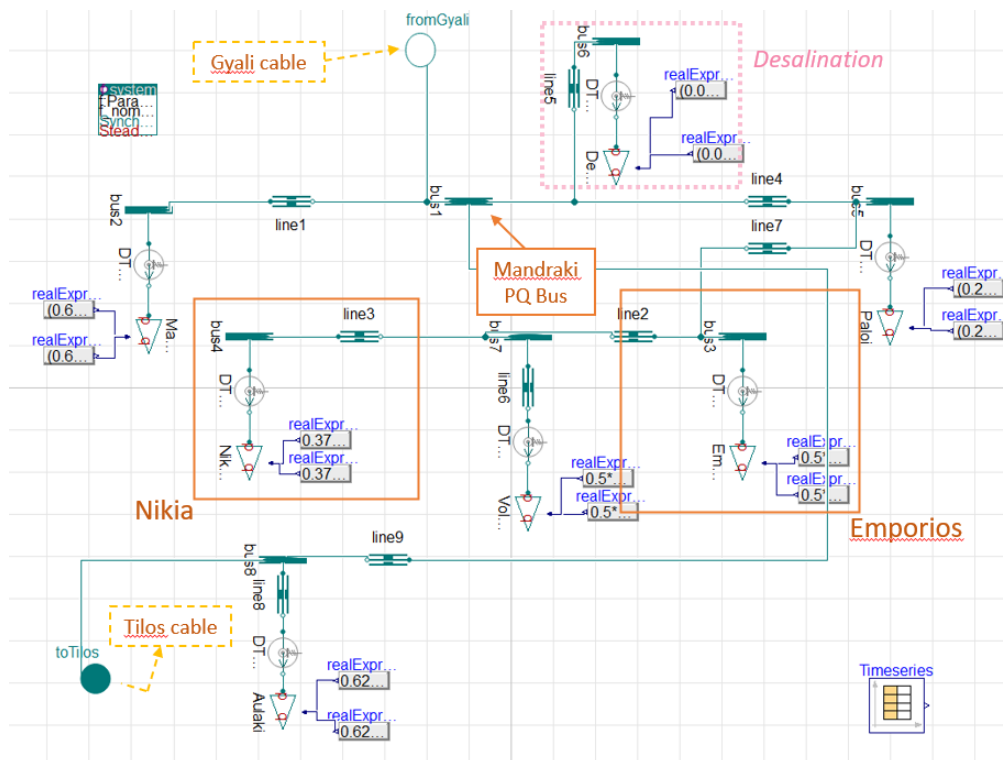 fromGyali
Gyali cable
bus6
Desalination
system
Para...
f_nom...
Synch...
Stead...
line5
DT...
realExpr...
(0.0...
realExpr...
(0.0...
De...
line4
bus2
line1
bus1
bus5
line7
DT...
Mandraki
PQ Bus
DT...
realExpr...
(0.6...
realExpr...
(0.6...
Ma...
realExpr...
(0.2...
realExpr...
(0.2...
Paloi
line3
bus4
line2
bus7
bus3
DT...
line6
DT...
realExpr...
0.37...
realExpr...
0.37...
Nik...
DT...
realExpr...
0.5*...
realExpr...
0.5*...
Vol...
realExpr...
0.5*...
realExpr...
0.5*...
Em...
Nikia
Emporios
line9
bus8
line8
Tilos cable
toTilos
DT...
realExpr...
0.62...
realExpr...
0.62...
Aulaki
Timeseries